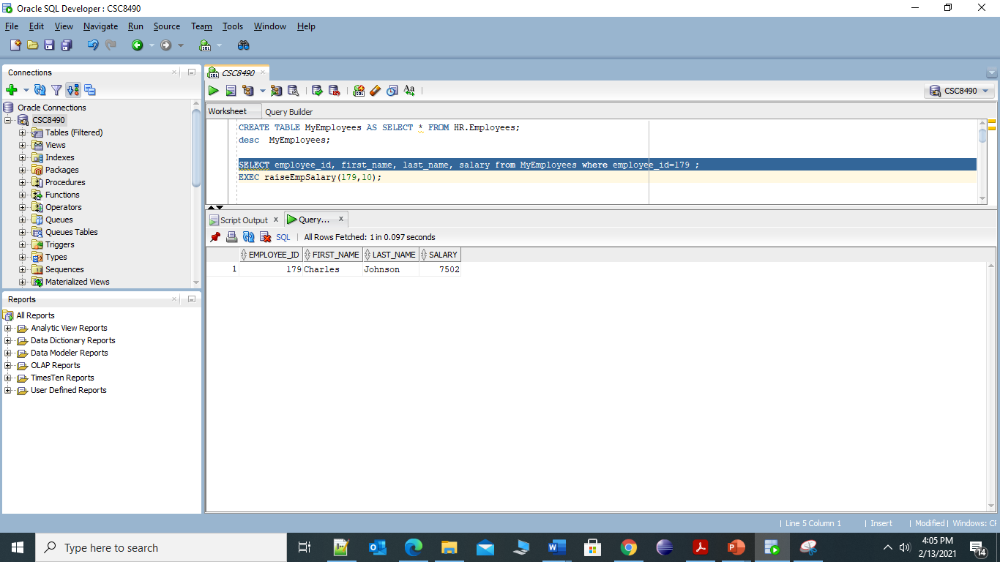 Oracle SQL Developer : CSC8490
File Edit View Navigate Run Source Team Tools Window Help
Connections
Oracle Connections
CSC8490
Tables (Filtered)
Views
Indexes
Packages
Procedures
Functions
Operators
Queues
Queues Tables
Triggers
Types
Sequences
Materialized Views
Reports
All Reports
Analytic View Reports
Data Dictionary Reports
Data Modeler Reports
OLAP Reports
TimesTen Reports
User Defined Reports
CSC8490
CSC8490
Worksheet Query Builder
CREATE TABLE MyEmployees AS SELECT * FROM HR.Employees;
desc  MyEmployees;
SELECT employee_id, first_name, last_name, salary from MyEmployees where employee_id=179 ;
EXEC raiseEmpSalary(179,10);
Script Output x Query... x
SQL | All Rows Fetched: 1 in 0.097 seconds
EMPLOYEE_ID FIRST_NAME LAST_NAME SALARY
1 179 Charles Johnson 7502
| Line 5 Column 1 | Insert | Modified | Windows: CF
Type here to search
4:05 PM
2/13/2021
14